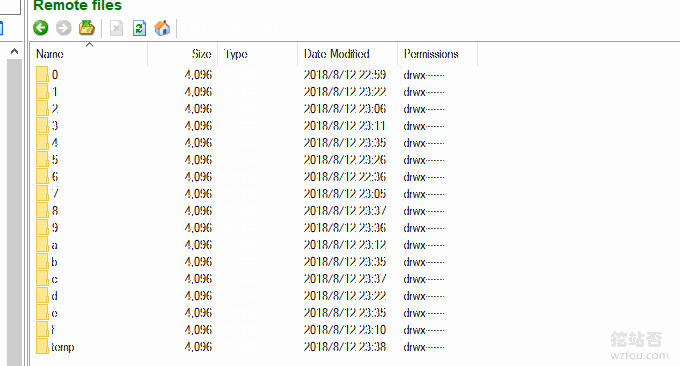 Remote files
Name Size Type Date Modified Permissions
0 4,096 2018/8/12 22:59 drwx------
1 4,096 2018/8/12 23:22 drwx------
2 4,096 2018/8/12 23:06 drwx------
3 4,096 2018/8/12 23:11 drwx------
4 4,096 2018/8/12 23:35 drwx------
5 4,096 2018/8/12 23:26 drwx------
6 4,096 2018/8/12 22:36 drwx------
7 4,096 2018/8/12 23:05 drwx------
8 4,096 2018/8/12 23:37 drwx------
9 4,096 2018/8/12 23:36 drwx------
a 4,096 2018/8/12 23:12 drwx------
b 4,096 2018/8/12 23:35 drwx------
c 4,096 2018/8/12 23:37 drwx------
d 4,096 2018/8/12 23:22 drwx------
e 4,096 2018/8/12 23:35 drwx------
f 4,096 2018/8/12 23:10 drwx------
temp 4,096 2018/8/12 23:38 drwx------
挖站否
wzfou.com